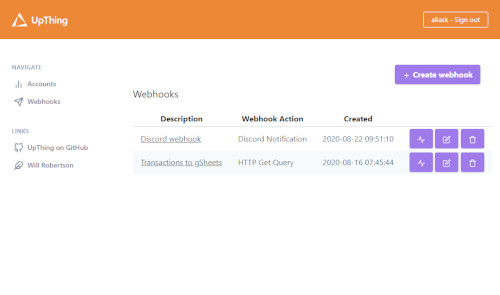 UpThing
aliask - Sign out
NAVIGATE
Accounts
Webhooks
LINKS
UpThing on GitHub
Will Robertson
+ Create webhook
Webhooks
Description Webhook Action Created
Discord webhook Discord Notification 2020-08-22 09:51:10
Transactions to gSheets HTTP Get Query 2020-08-16 07:45:44